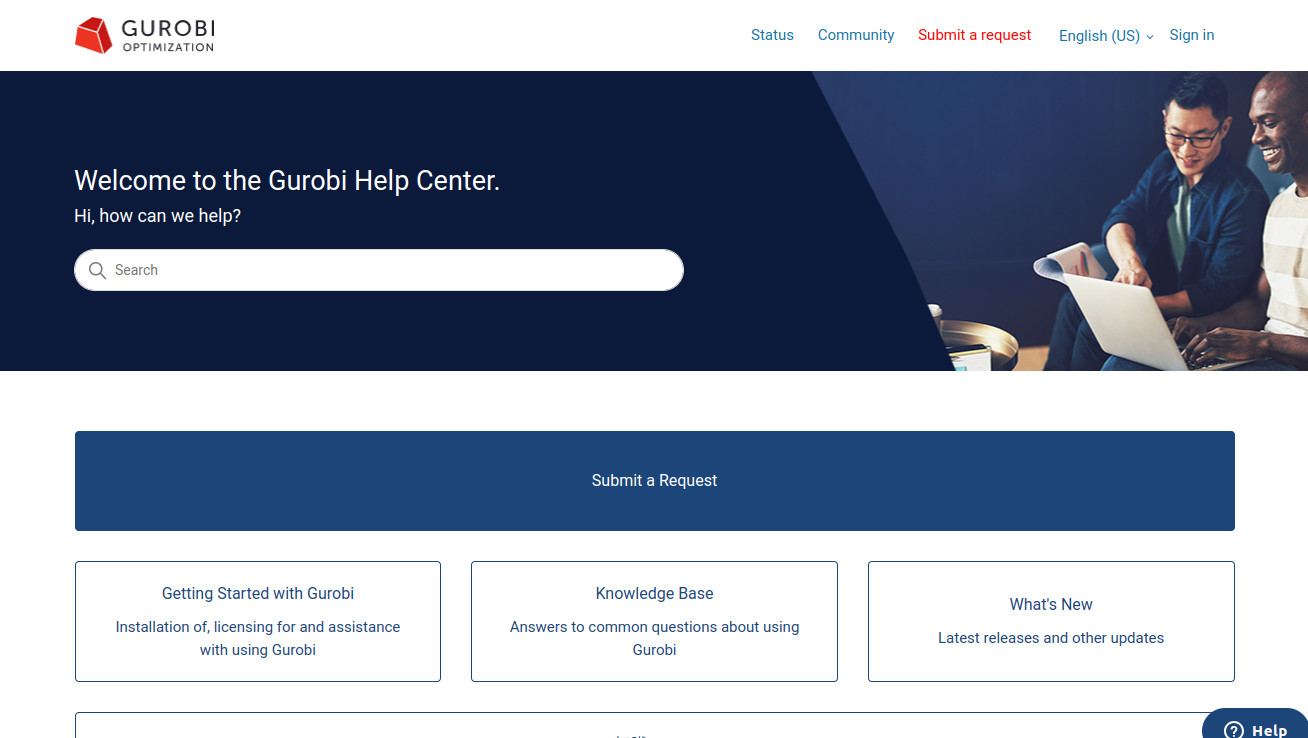 GUROBI
OPTIMIZATION
Status Community Submit a request English (US) Sign in
Welcome to the Gurobi Help Center.
Hi, how can we help?
Search
Submit a Request
Getting Started with Gurobi
Installation of, licensing for and assistance
with using Gurobi
Knowledge Base
Answers to common questions about using
Gurobi
What's New
Latest releases and other updates
Help